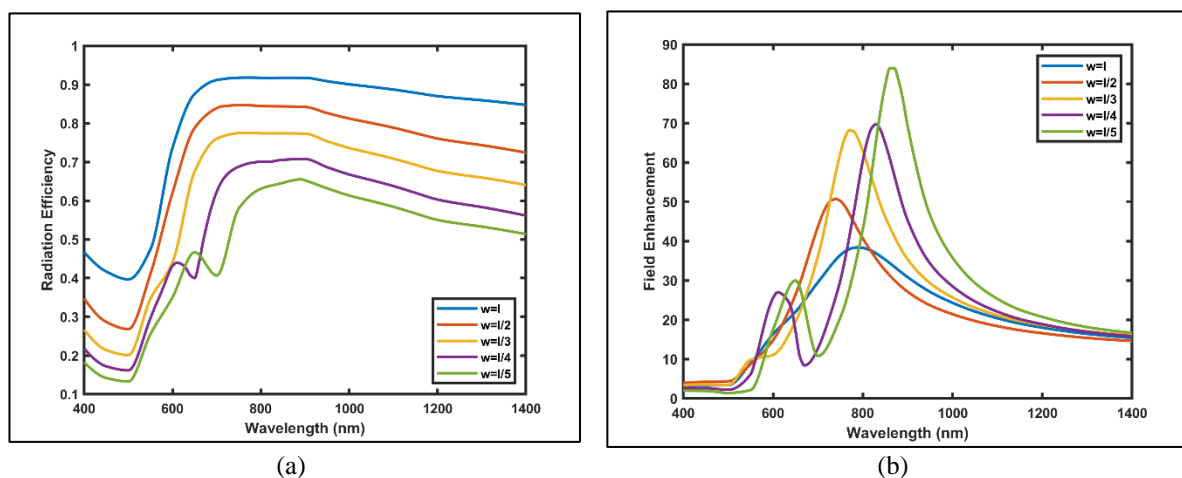 1
0.9
0.8
0.7
0.6
0.5
0.4
0.3
0.2
0.1
Radiation Efficiency
400
600
800
1000
1200
1400
Wavelength (nm)
w=l
w=l/2
w=l/3
w=l/4
w=l/5
(a)
90
80
70
60
50
40
30
20
10
0
Field Enhancement
400
600
800
1000
1200
1400
Wavelength (nm)
w=l
w=l/2
w=l/3
w=l/4
w=l/5
(b)